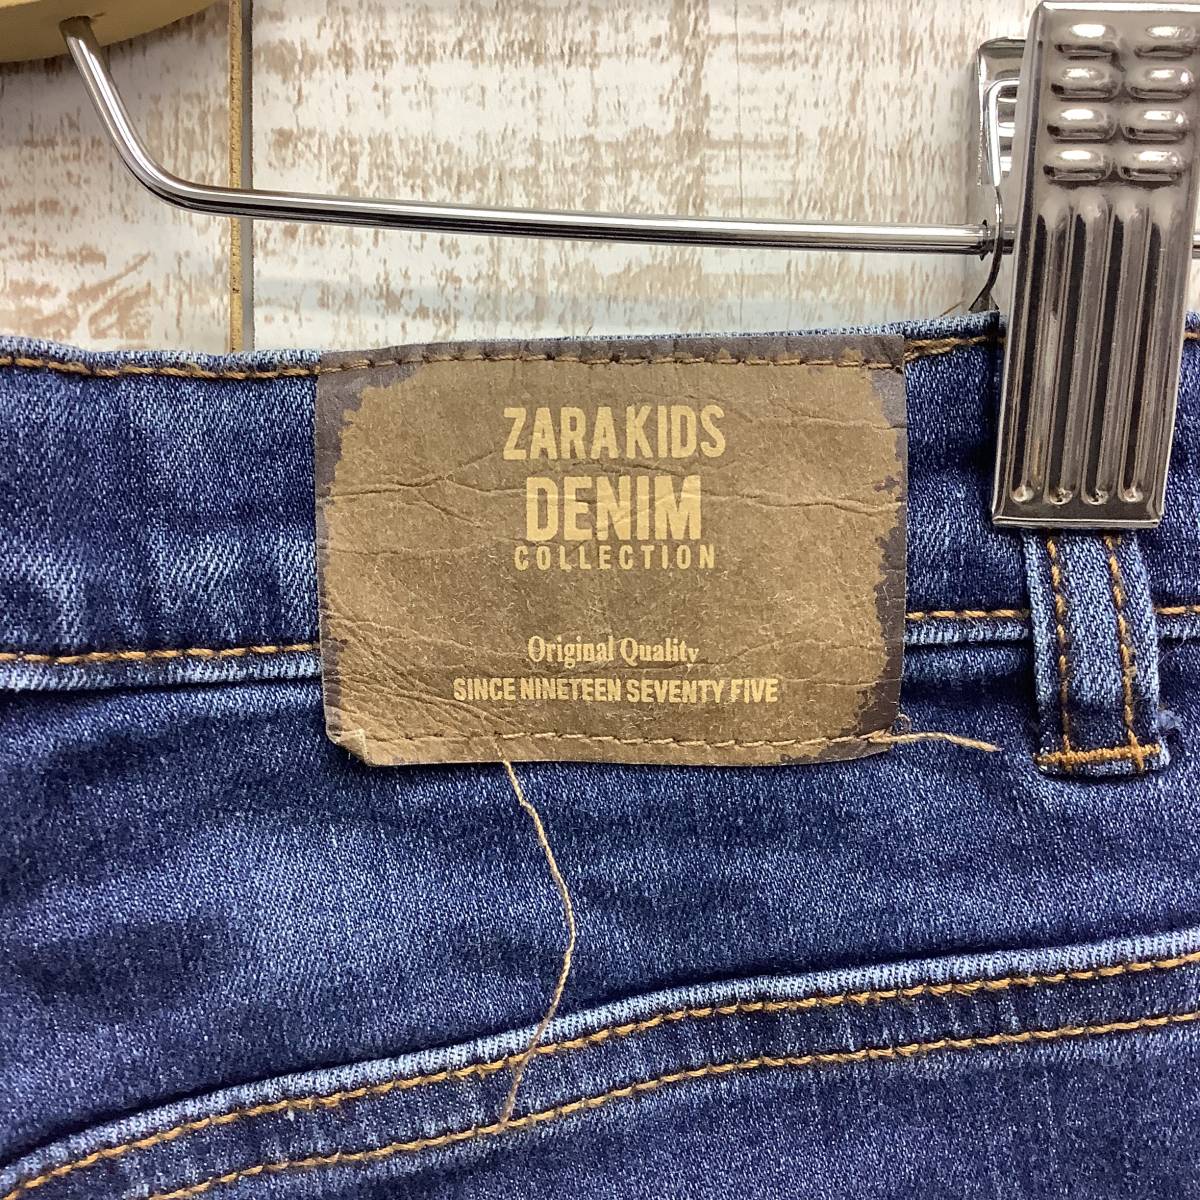 ZARAKIDS
DENIM
COLLECTION
Original Quality
SINCE NINETEEN SEVENTY FIVE